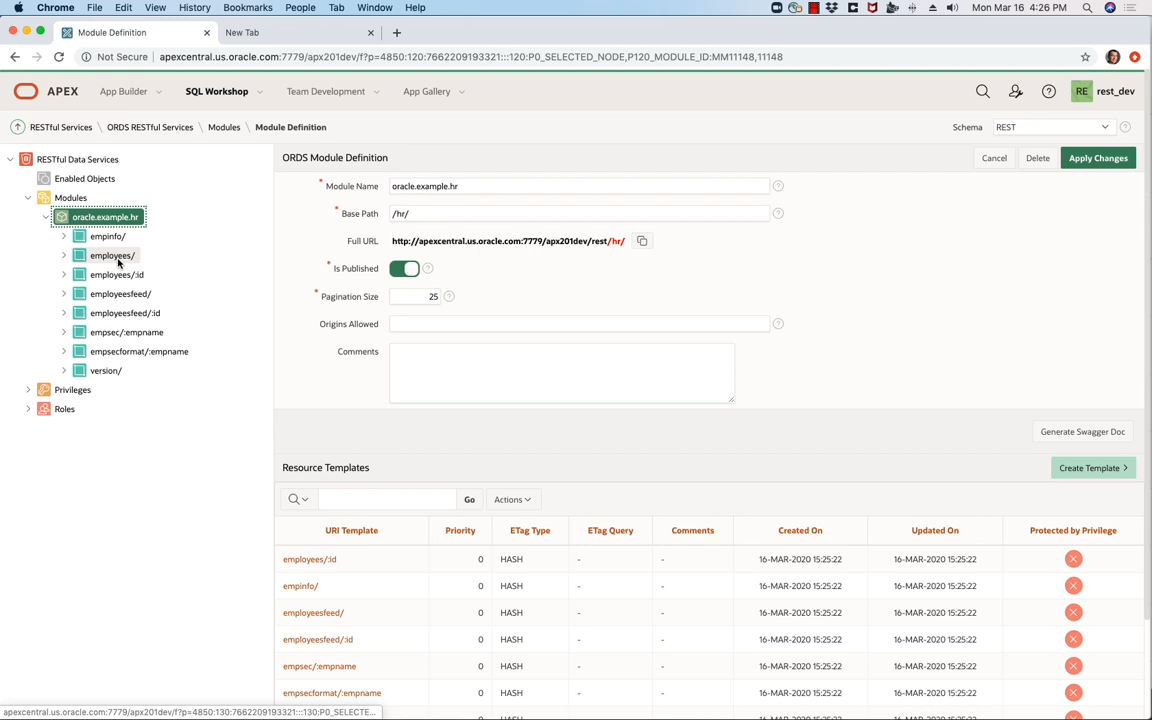 Chrome File Edit View History Bookmarks People Tab Window Help Mon Mar 16 4:26 PM
Module Definition New Tab
Not Secure apexcentral.us.oracle.com:7779/apx201dev/f?p=4850:120:7662209193321:::120:P0_SELECTED_NODE,P120_MODULE_ID:MM11148,11148
APEX App Builder SQL Workshop Team Development App Gallery RE rest_dev
RESTful Services \ ORDS RESTful Services \ Modules \ Module Definition Schema REST
RESTful Data Services
Enabled Objects
Modules
oracle.example.hr
empinfo/
employees/
employees/:id
employeesfeed/
employeesfeed/:id
empsec/:empname
empsecformat/:empname
version/
Privileges
Roles
ORDS Module Definition Cancel Delete Apply Changes
* Module Name oracle.example.hr
* Base Path /hr/
Full URL http://apexcentral.us.oracle.com:7779/apx201dev/rest/hr/
* Is Published
* Pagination Size 25
Origins Allowed
Comments
Generate Swagger Doc
Resource Templates Create Template >
Go Actions
URI Template Priority ETag Type ETag Query Comments Created On Updated On Protected by Privilege
employees/:id 0 HASH - - 16-MAR-2020 15:25:22 16-MAR-2020 15:25:22
empinfo/ 0 HASH - - 16-MAR-2020 15:25:22 16-MAR-2020 15:25:22
employeesfeed/ 0 HASH - - 16-MAR-2020 15:25:22 16-MAR-2020 15:25:22
employeesfeed/:id 0 HASH - - 16-MAR-2020 15:25:22 16-MAR-2020 15:25:22
empsec/:empname 0 HASH - - 16-MAR-2020 15:25:22 16-MAR-2020 15:25:22
empsecformat/:empname 0 HASH - - 16-MAR-2020 15:25:22 16-MAR-2020 15:25:22
apexcentral.us.oracle.com:7779/apx201dev/f?p=4850:130:7662209193321:::130:P0_SELECTE...